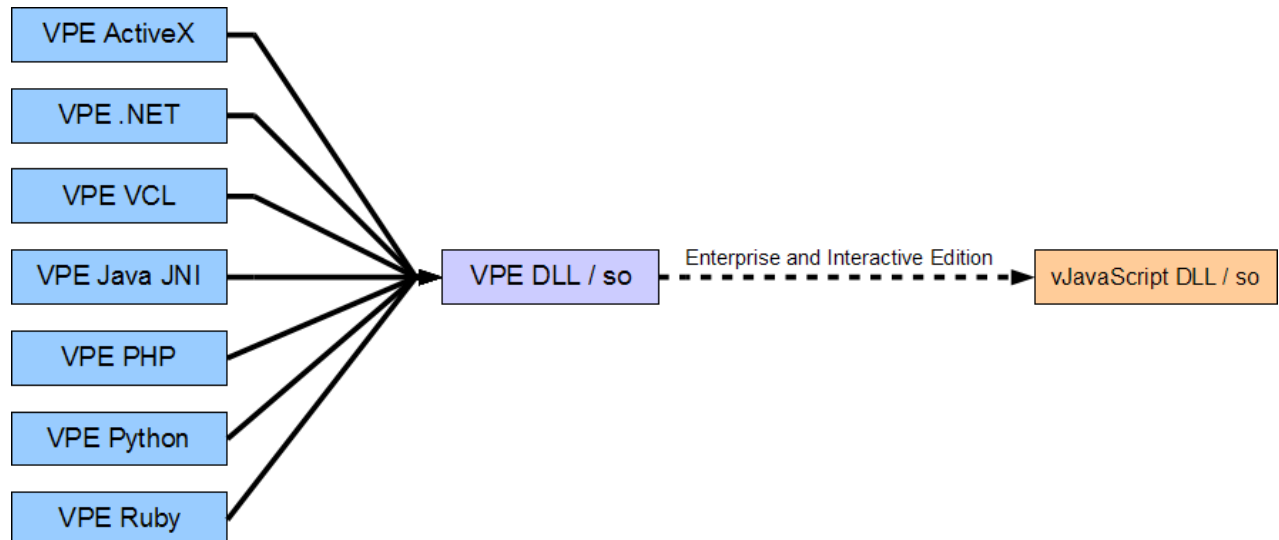 VPE ActiveX
VPE .NET
VPE VCL
VPE Java JNI
VPE PHP
VPE Python
VPE Ruby
VPE DLL / so
Enterprise and Interactive Edition
vJavaScript DLL / so